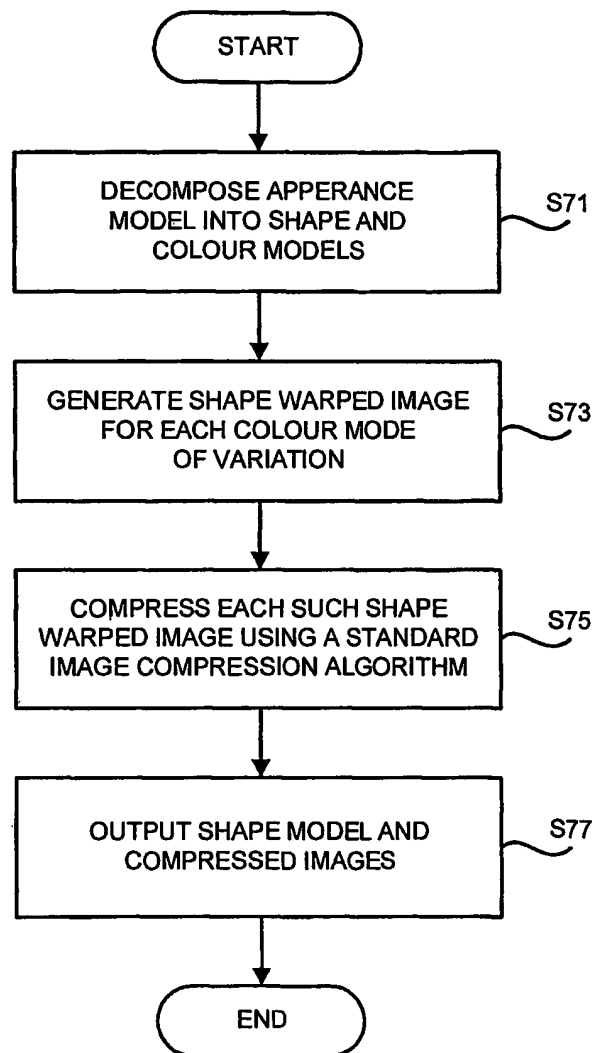 START
DECOMPOSE APPERANCE
MODEL INTO SHAPE AND
COLOUR MODELS
S71
GENERATE SHAPE WARPED IMAGE
FOR EACH COLOUR MODE
OF VARIATION
S73
COMPRESS EACH SUCH SHAPE
WARPED IMAGE USING A STANDARD
IMAGE COMPRESSION ALGORITHM
S75
OUTPUT SHAPE MODEL AND
COMPRESSED IMAGES
S77
END